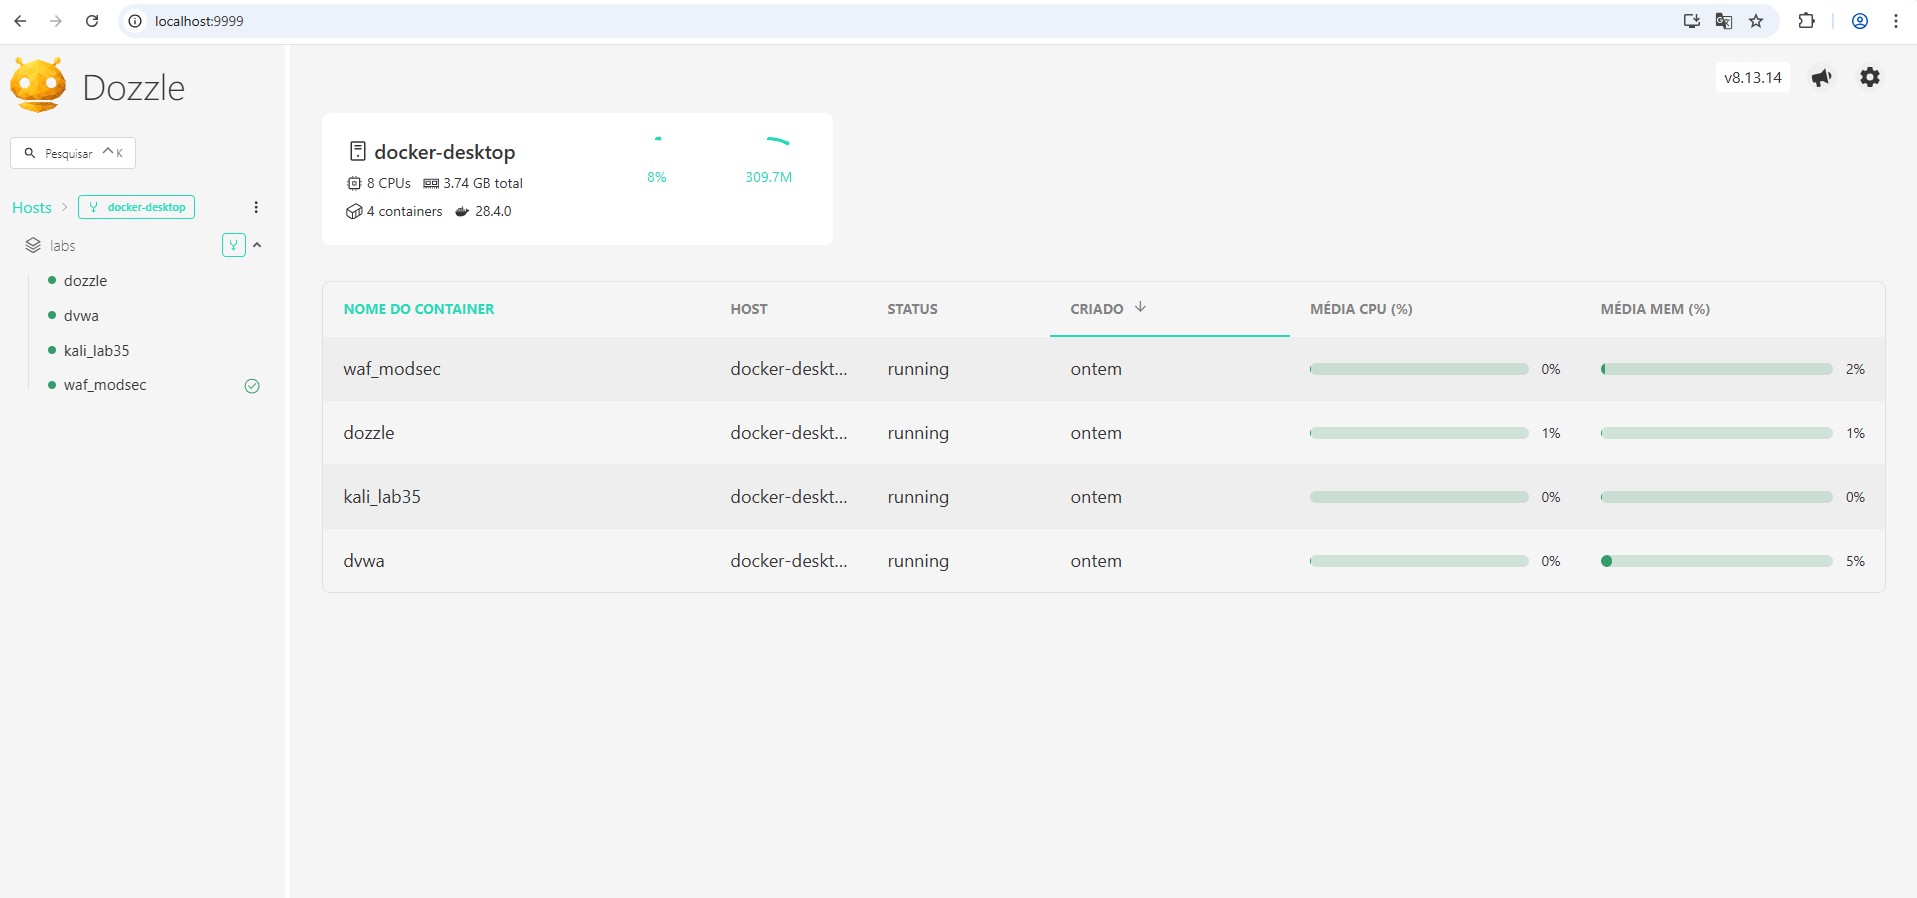 localhost:9999
Dozzle
Pesquisar ^ K
Hosts > docker-desktop
labs
dozzle
dvwa
kali_lab35
waf_modsec
v8.13.14
docker-desktop
8 CPUs 3.74 GB total
4 containers 28.4.0
8%
309.7M
NOME DO CONTAINER HOST STATUS CRIADO ↓ MÉDIA CPU (%) MÉDIA MEM (%)
waf_modsec docker-deskt... running ontem 0% 2%
dozzle docker-deskt... running ontem 1% 1%
kali_lab35 docker-deskt... running ontem 0% 0%
dvwa docker-deskt... running ontem 0% 5%